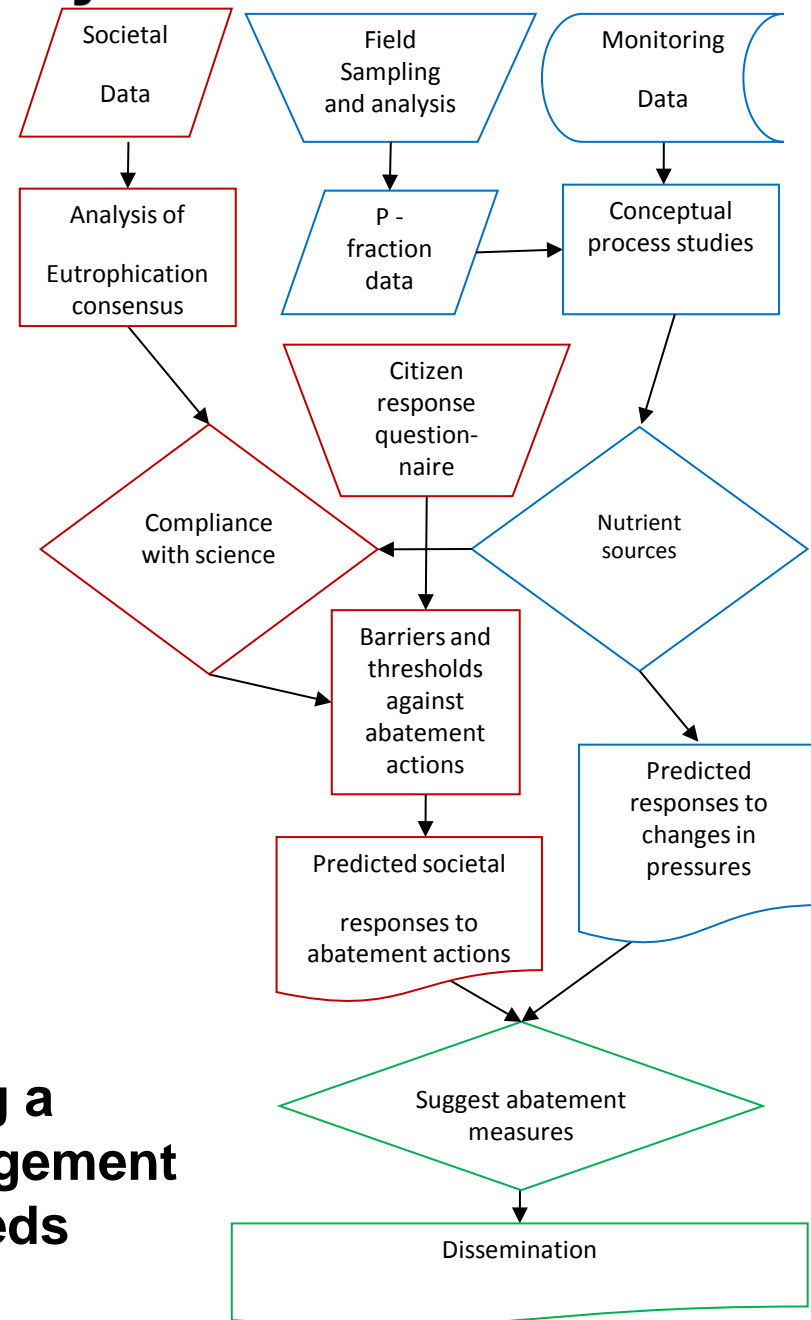 Societal
Data
Field
Sampling
and analysis
Monitoring
Data
Analysis of
Eutrophication
consensus
P -
fraction
data
Conceptual
process studies
Citizen
response
question-
naire
Compliance
with science
Nutrient
sources
Barriers and
thresholds
against
abatement
actions
Predicted
responses to
changes in
pressures
Predicted societal
responses to
abatement actions
g a
gement
eds
Suggest abatement
measures
Dissemination